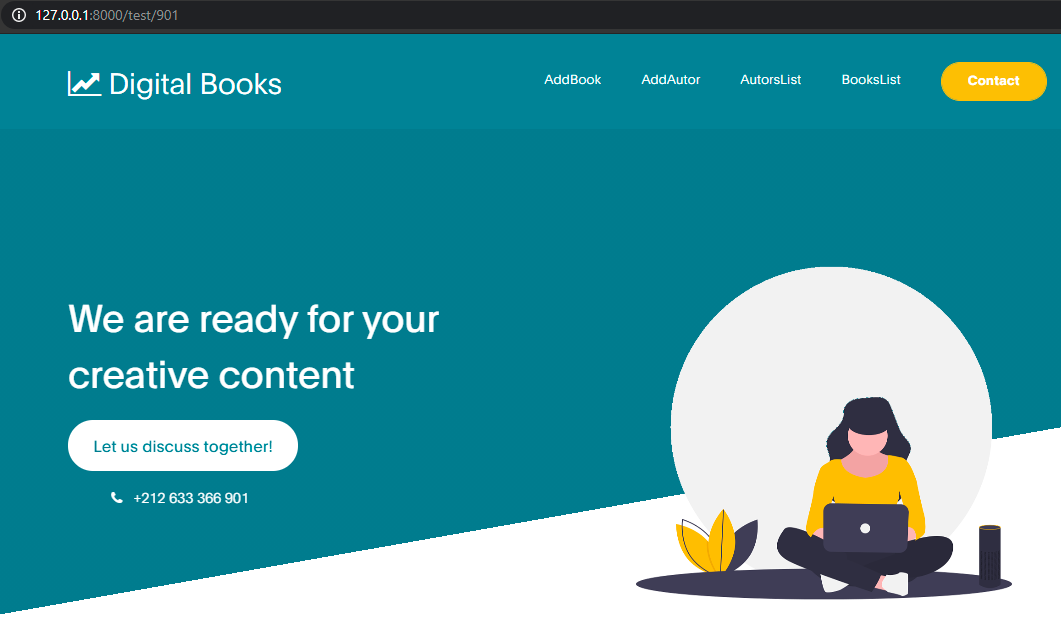 127.0.0.1:8000/test/901
Digital Books
AddBook AddAutor AutorsList BooksList Contact
We are ready for your
creative content
Let us discuss together!
+212 633 366 901